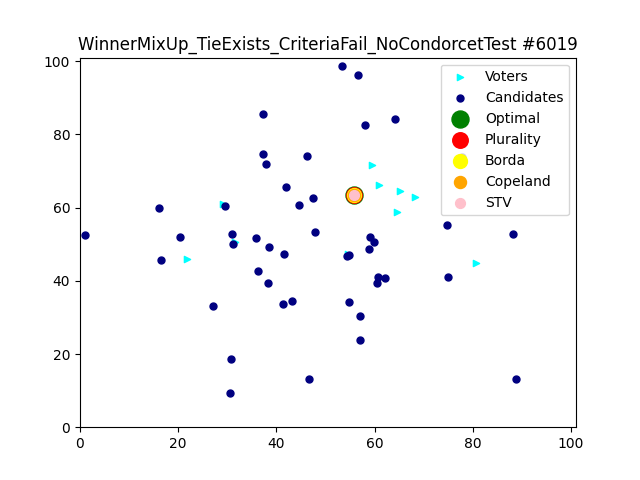 WinnerMixUp_TieExists_CriteriaFail_NoCondorcetTest #6019
100
80
60
40
20
0
0 20 40 60 80 100
Voters
Candidates
Optimal
Plurality
Borda
Copeland
STV